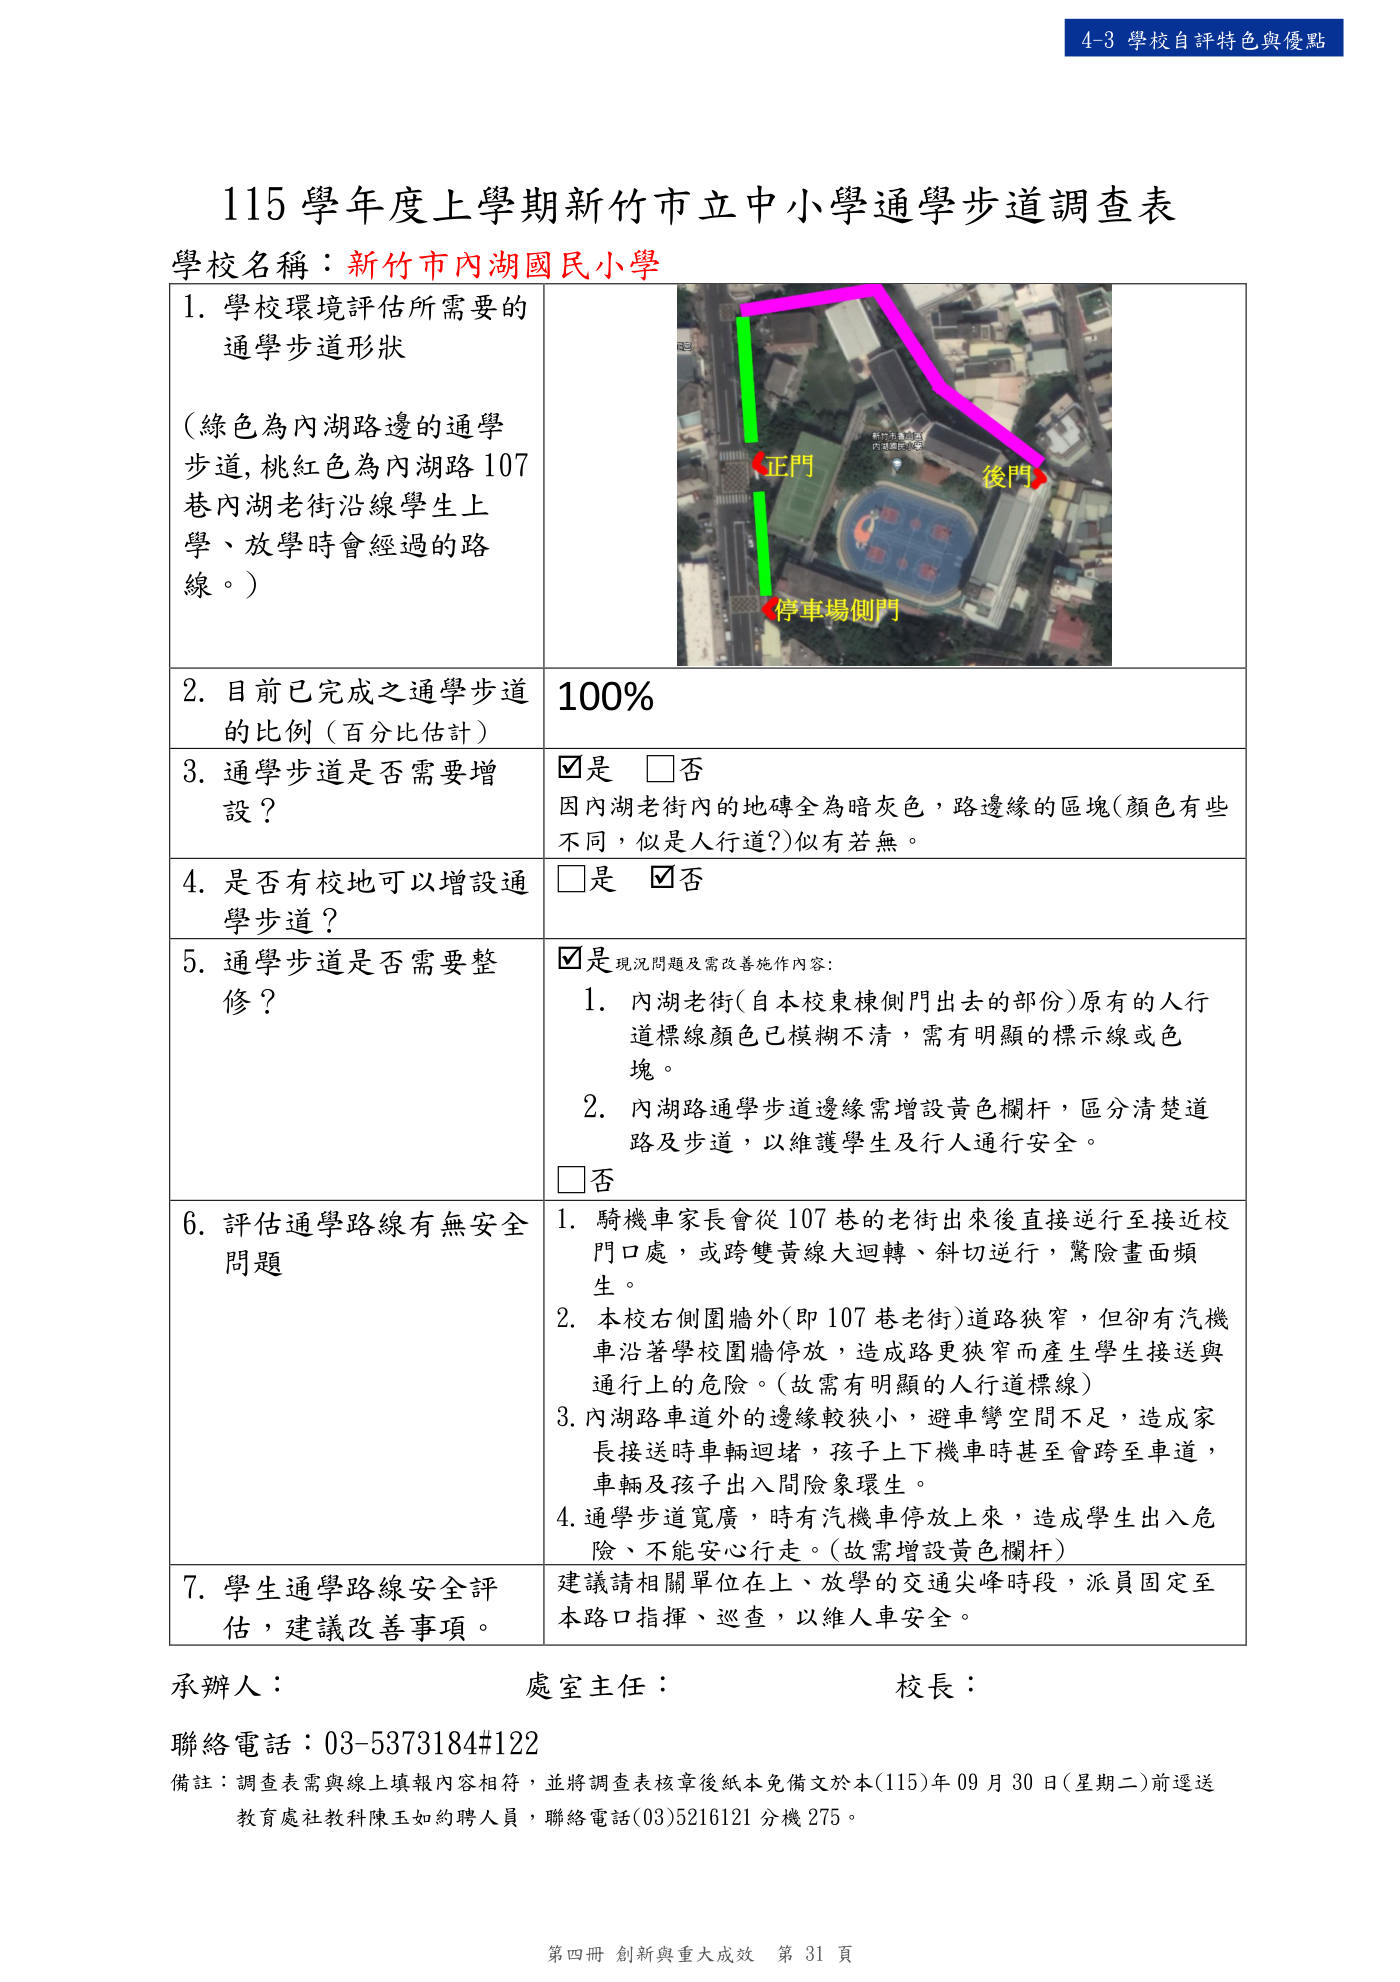 4-3 學校自評特色與優點
115 學年度上學期新竹市立中小學通學步道調查表
學校名稱：新竹市內湖國民小學
1. 學校環境評估所需要的
通學步道形狀
(綠色為內湖路邊的通學
步道,桃紅色為內湖路 107
巷內湖老街沿線學生上
學、放學時會經過的路
線。)
新竹市香山區
內湖國民小學
正門
後門
停車場側門
2. 目前已完成之通學步道
的比例（百分比估計）
100%
3. 通學步道是否需要增
設？
☑是 □否
因內湖老街內的地磚全為暗灰色，路邊緣的區塊(顏色有些
不同，似是人行道?)似有若無。
4. 是否有校地可以增設通
學步道？
□是 ☑否
5. 通學步道是否需要整
修？
☑是現況問題及需改善施作內容:
1. 內湖老街(自本校東棟側門出去的部份)原有的人行
道標線顏色已模糊不清，需有明顯的標示線或色
塊。
2. 內湖路通學步道邊緣需增設黃色欄杆，區分清楚道
路及步道，以維護學生及行人通行安全。
□否
6. 評估通學路線有無安全
問題
1. 騎機車家長會從 107 巷的老街出來後直接逆行至接近校
門口處，或跨雙黃線大迴轉、斜切逆行，驚險畫面頻
生。
2. 本校右側圍牆外(即 107 巷老街)道路狹窄，但卻有汽機
車沿著學校圍牆停放，造成路更狹窄而產生學生接送與
通行上的危險。(故需有明顯的人行道標線)
3.內湖路車道外的邊緣較狹小，避車彎空間不足，造成家
長接送時車輛迴堵，孩子上下機車時甚至會跨至車道，
車輛及孩子出入間險象環生。
4.通學步道寬廣，時有汽機車停放上來，造成學生出入危
險、不能安心行走。(故需增設黃色欄杆)
7. 學生通學路線安全評
估，建議改善事項。
建議請相關單位在上、放學的交通尖峰時段，派員固定至
本路口指揮、巡查，以維人車安全。
承辦人： 處室主任： 校長：
聯絡電話：03-5373184#122
備註：調查表需與線上填報內容相符，並將調查表核章後紙本免備文於本(115)年 09 月 30 日(星期二)前逕送
教育處社教科陳玉如約聘人員，聯絡電話(03)5216121 分機 275。
第四冊 創新與重大成效 第 31 頁